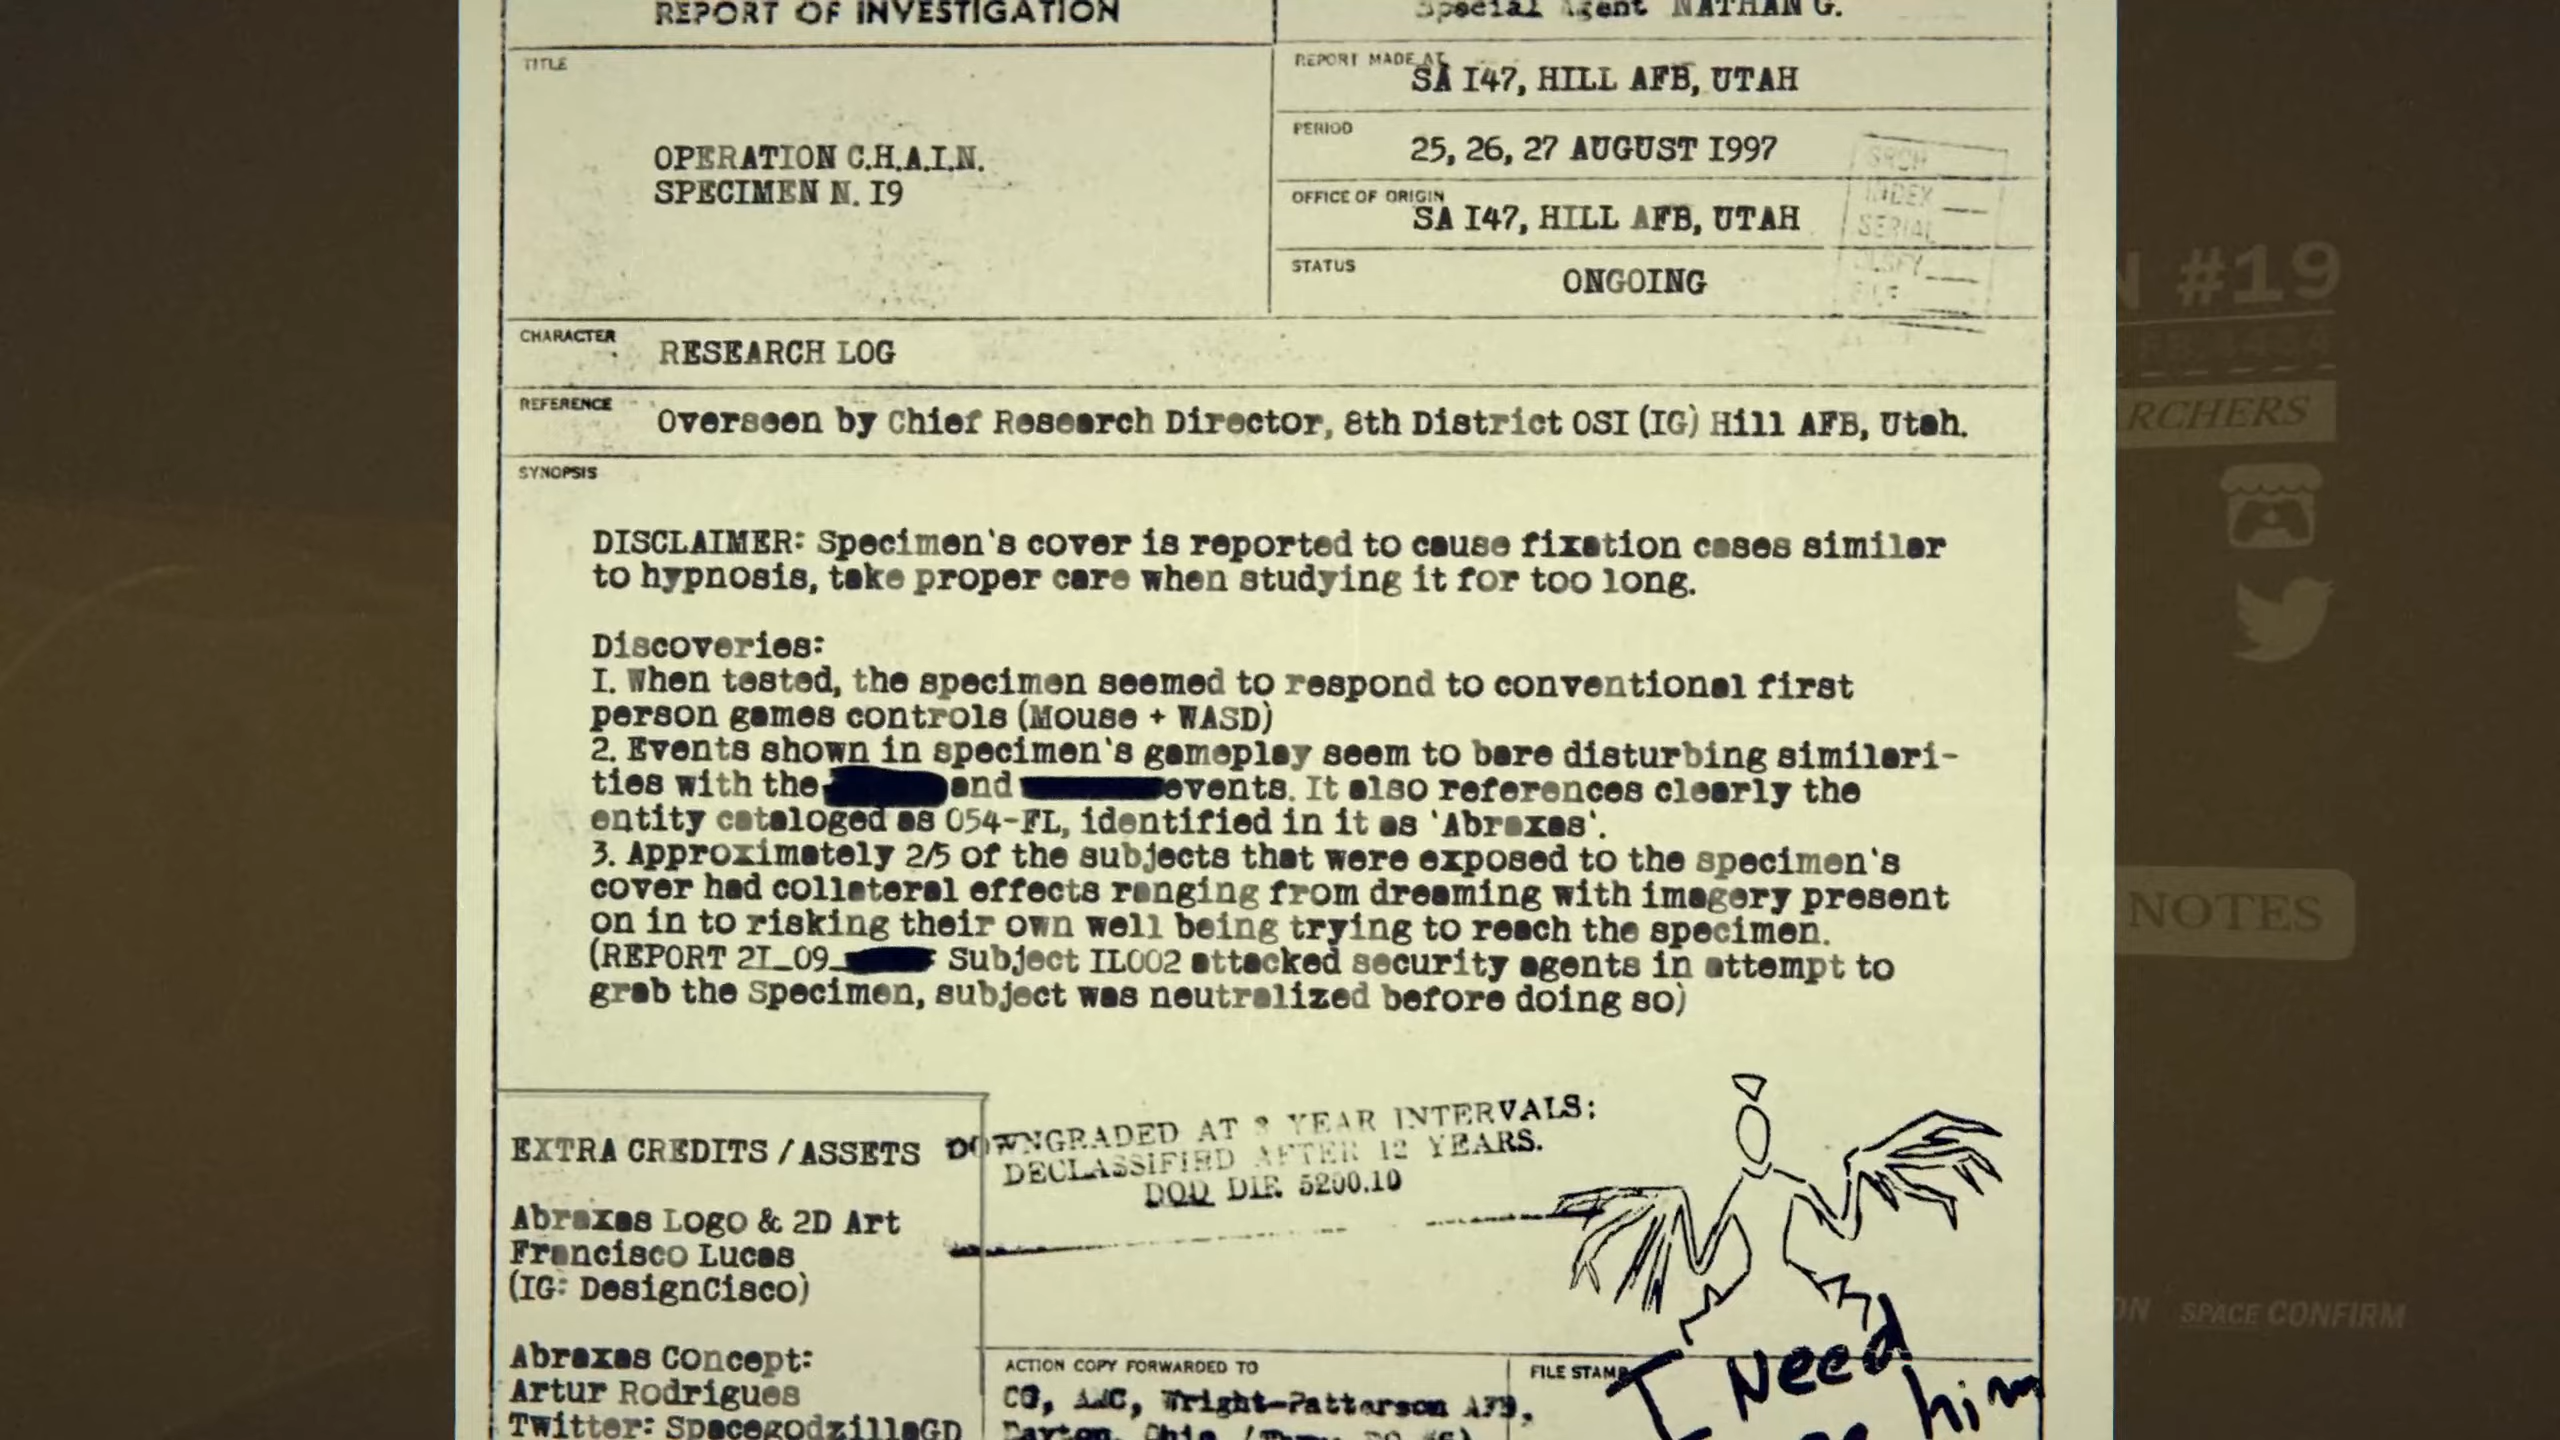 REPORT OF INVESTIGATION
Special Agent NATHAN G.
TITLE
OPERATION C.H.A.I.N.
SPECIMEN N. I9
REPORT MADE AT
SA I47, HILL AFB, UTAH
PERIOD
25, 26, 27 AUGUST I997
OFFICE OF ORIGIN
SA I47, HILL AFB, UTAH
STATUS
ONGOING
SRCH
INDEX
SERIAL
CHARACTER
RESEARCH LOG
REFERENCE
Overseen by Chief Research Director, 8th District OSI (IG) Hill AFB, Utah.
SYNOPSIS
DISCLAIMER: Specimen's cover is reported to cause fixation cases similar
to hypnosis, take proper care when studying it for too long.
Discoveries:
I. When tested, the specimen seemed to respond to conventional first
person games controls (Mouse + WASD)
2. Events shown in specimen's gameplay seem to bare disturbing similari-
ties with the and events. It also references clearly the
entity cataloged as 054-FL, identified in it as 'Abraxas'.
3. Approximately 2/5 of the subjects that were exposed to the specimen's
cover had collateral effects ranging from dreaming with imagery present
on in to risking their own well being trying to reach the specimen.
(REPORT 2I_09_ Subject IL002 attacked security agents in attempt to
grab the Specimen, subject was neutralized before doing so)
EXTRA CREDITS / ASSETS
Abraxas Logo & 2D Art
Francisco Lucas
(IG: DesignCisco)
Abraxas Concept:
Artur Rodrigues
Twitter: SpacegodzillaGD
DOWNGRADED AT 3 YEAR INTERVALS:
DECLASSIFIED AFTER 12 YEARS.
DOD DIR 5200.10
ACTION COPY FORWARDED TO
CG, AMC, Wright-Patterson AFB,
Dayton, Ohio
FILE STAMP
I Need
him
N #19
RCHERS
NOTES
ON SPACE CONFIRM